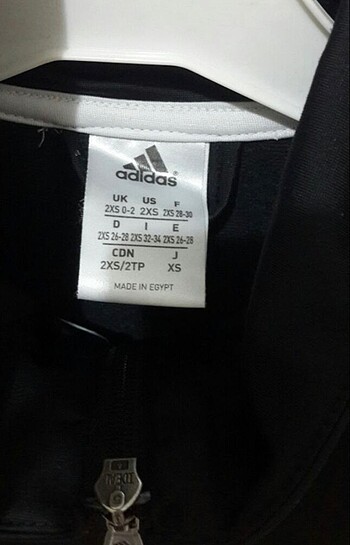 adidas
UK US F
2XS 0-2 2XS 2XS 28-30
D I E
2XS 26-28 2XS 32-34 2XS 26-28
CDN J
2XS/2TP XS
MADE IN EGYPT
IDEAL